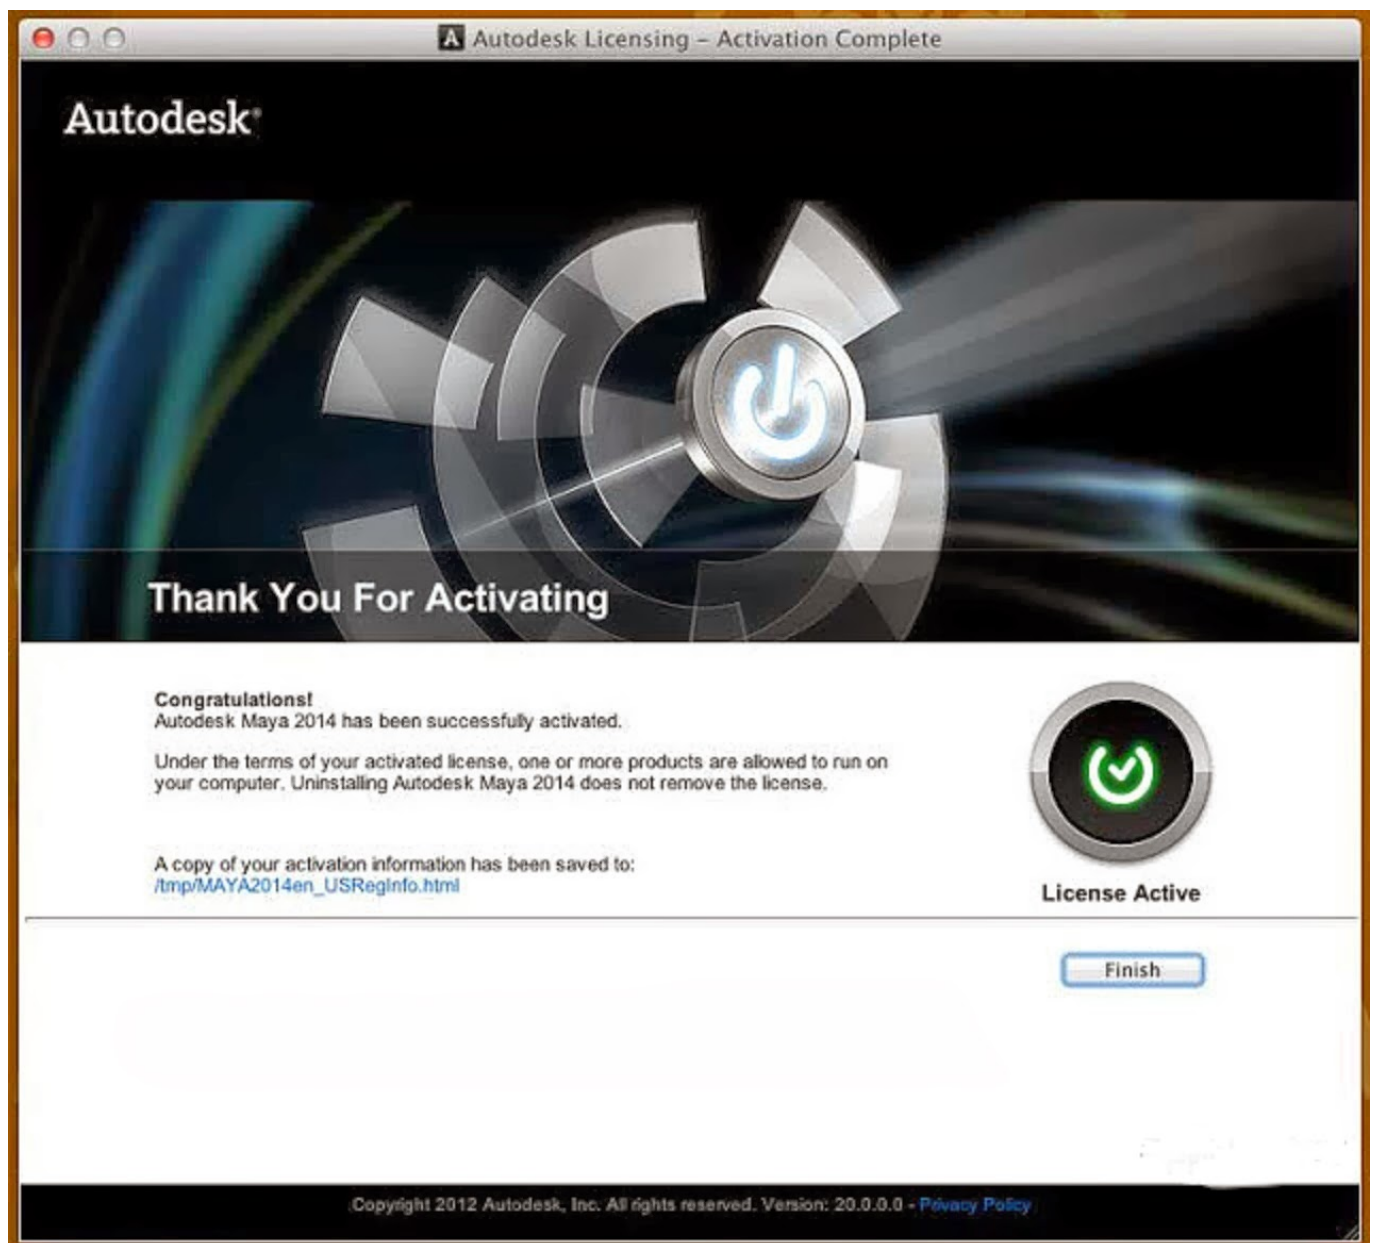 Autodesk Licensing – Activation Complete
Autodesk®
Thank You For Activating
Congratulations!
Autodesk Maya 2014 has been successfully activated.
Under the terms of your activated license, one or more products are allowed to run on
your computer. Uninstalling Autodesk Maya 2014 does not remove the license.
A copy of your activation information has been saved to:
/tmp/MAYA2014en_USRegInfo.html
License Active
Finish
Copyright 2012 Autodesk, Inc. All rights reserved. Version: 20.0.0.0 - Privacy Policy